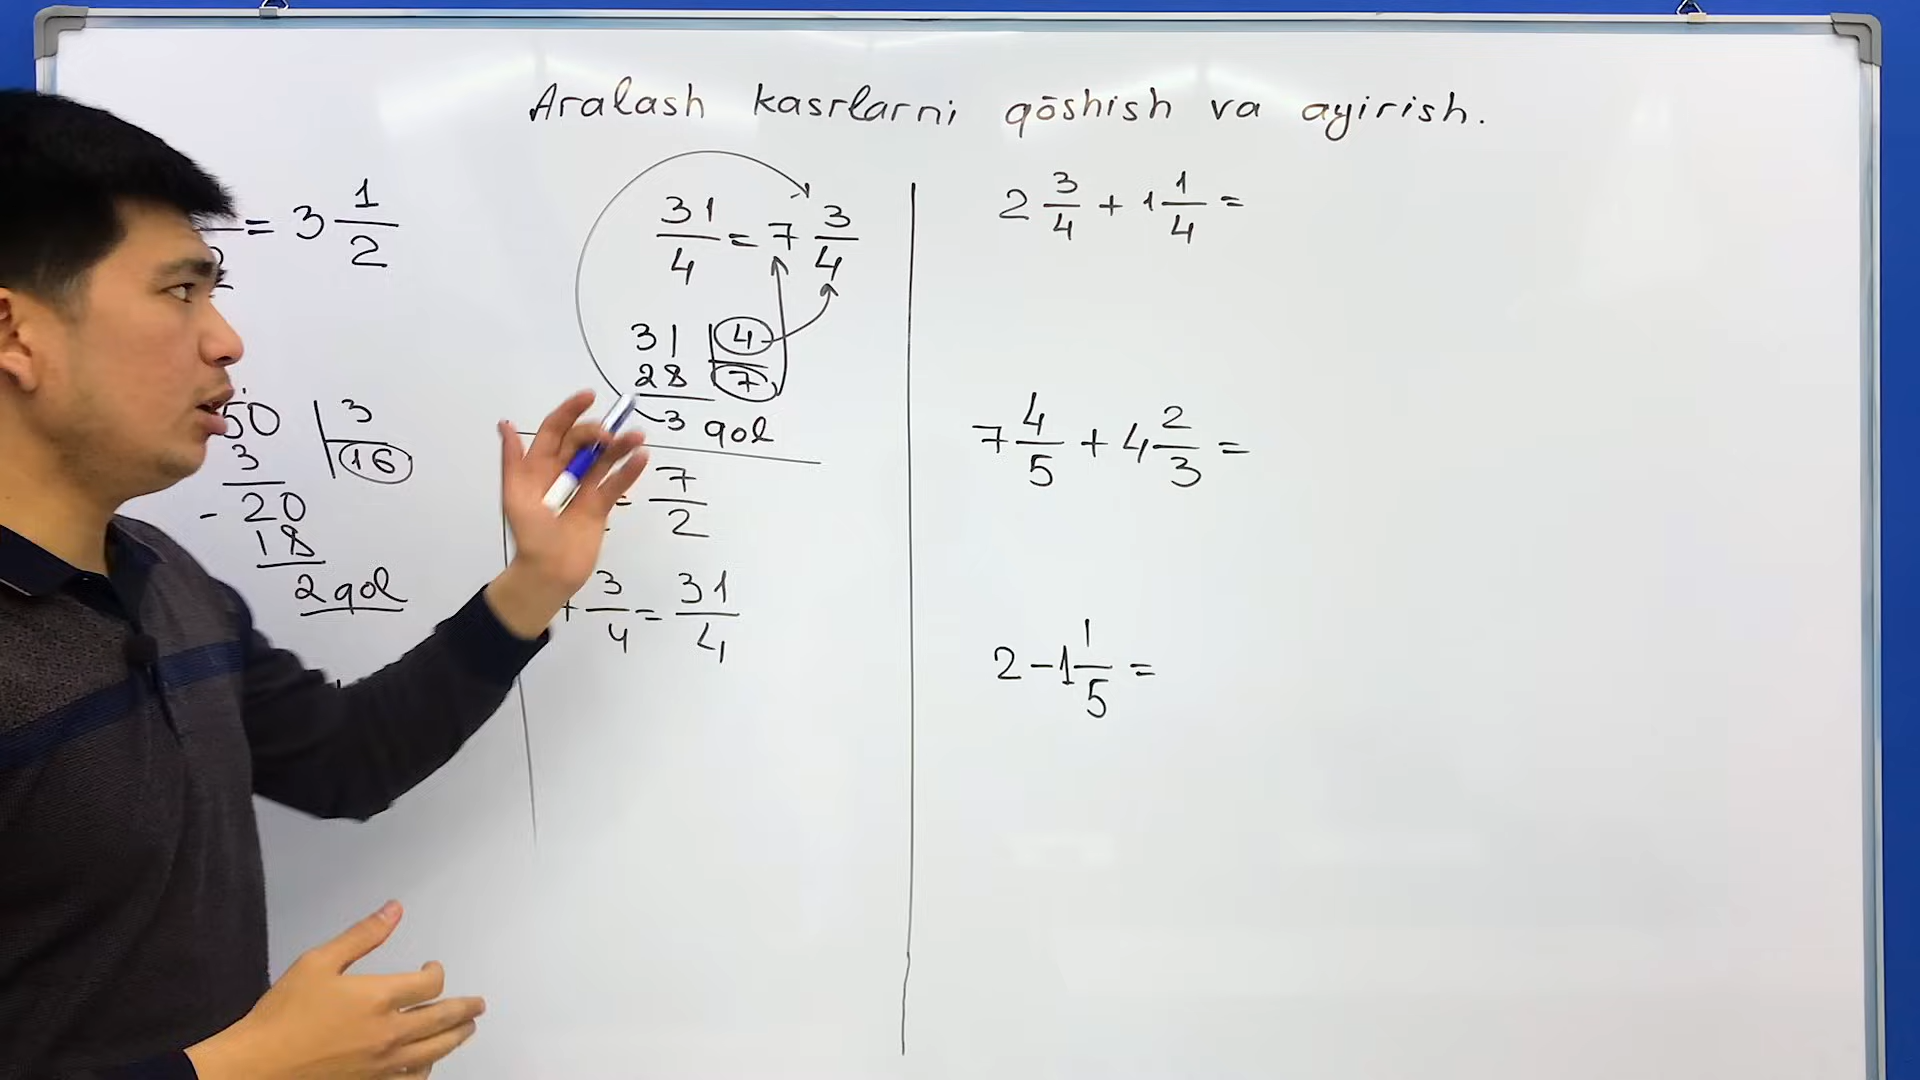 Aralash kasrlarni qōshish va ayirish.
= 3 1/2
50 | 3
3 | 16
- 20
18
2 qol
31/4 = 7 3/4
31 | 4
28 | 7
3 qol
= 7/2
+ 3/4 = 31/4
2 3/4 + 1 1/4 =
7 4/5 + 4 2/3 =
2 - 1 1/5 =